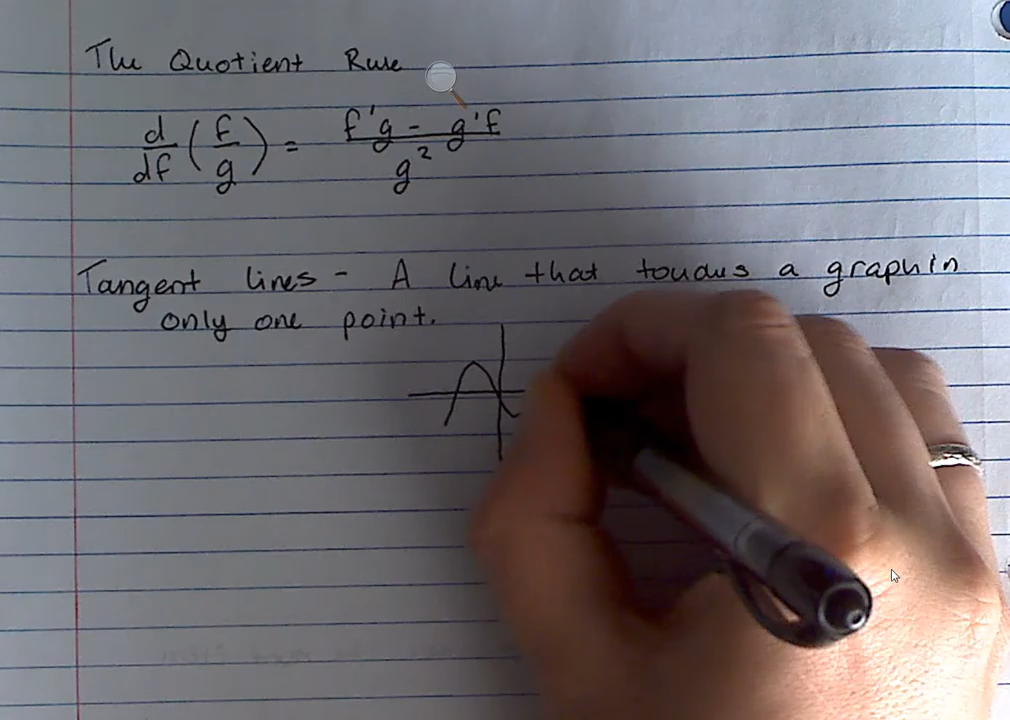 The Quotient Rule
d/df (f/g) = f'g - g'f / g²
Tangent lines - A line that touches a graph in
only one point.